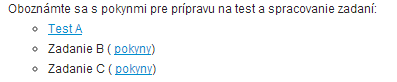 Oboznámte sa s pokynmi pre prípravu na test a spracovanie zadaní:
Test A
Zadanie B ( pokyny)
Zadanie C ( pokyny)